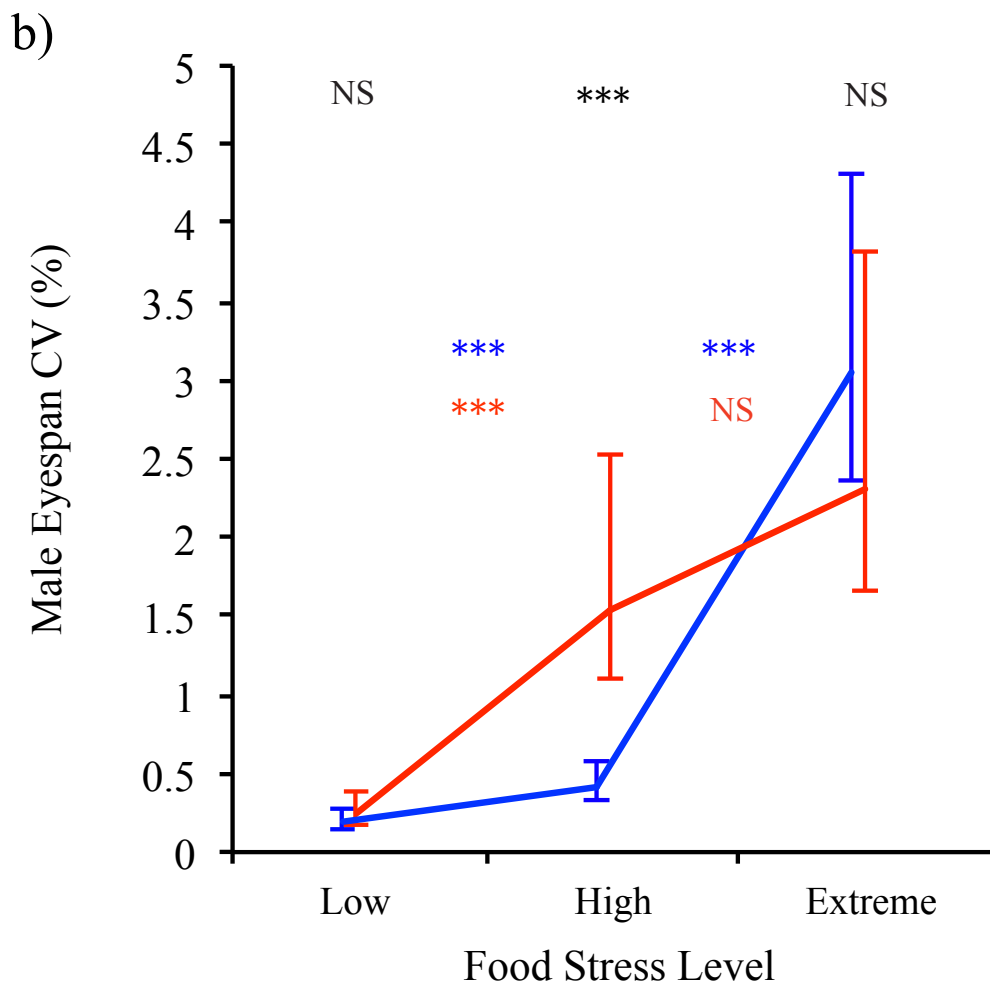 b)
5
NS *** NS
4.5
4
3.5
*** ***
3
*** NS
2.5
2
1.5
1
0.5
0
Male Eyespan CV (%)
Low High Extreme
Food Stress Level